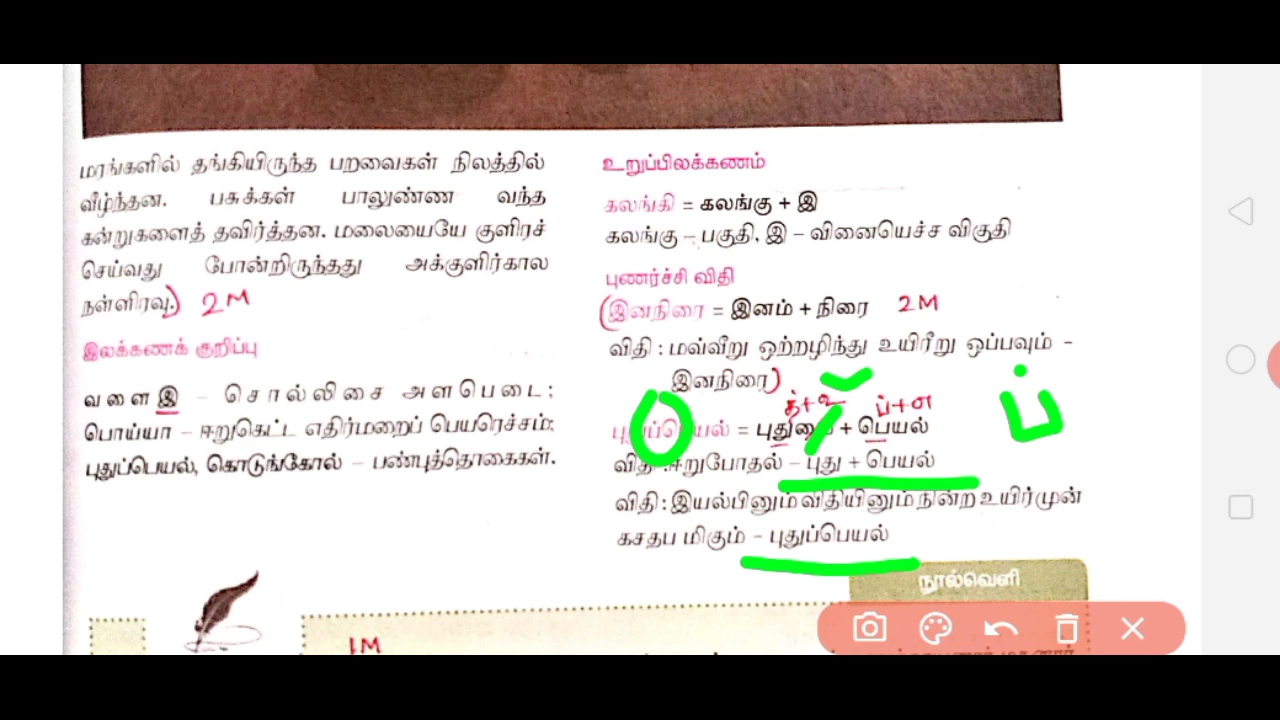 மரங்களில் தங்கியிருந்த பறவைகள் நிலத்தில்
வீழ்ந்தன. பசுக்கள் பாலுண்ண வந்த
கன்றுகளைத் தவிர்த்தன. மலையையே குளிரச்
செய்வது போன்றிருந்தது அக்குளிர்கால
நள்ளிரவு.) 2M
இலக்கணக் குறிப்பு
வளைஇ – சொல்லிசை அளபெடை;
பொய்யா – ஈறுகெட்ட எதிர்மறைப் பெயரெச்சம்;
புதுப்பெயல், கொடுங்கோல் – பண்புத்தொகைகள்.
உறுப்பிலக்கணம்
கலங்கி = கலங்கு + இ
கலங்கு – பகுதி, இ – வினையெச்ச விகுதி
புணர்ச்சி விதி
(இனநிரை = இனம் + நிரை 2M
விதி : மவ்வீறு ஒற்றழிந்து உயிரீறு ஒப்பவும் –
இனநிரை)
த்+உ ப்+எ ப்
புதுப்பெயல் = புதுமை + பெயல்
விதி :ஈறுபோதல் – புது + பெயல்
விதி : இயல்பினும் விதியினும் நின்ற உயிர்முன்
கசதப மிகும் – புதுப்பெயல்
நூல்வெளி
1M